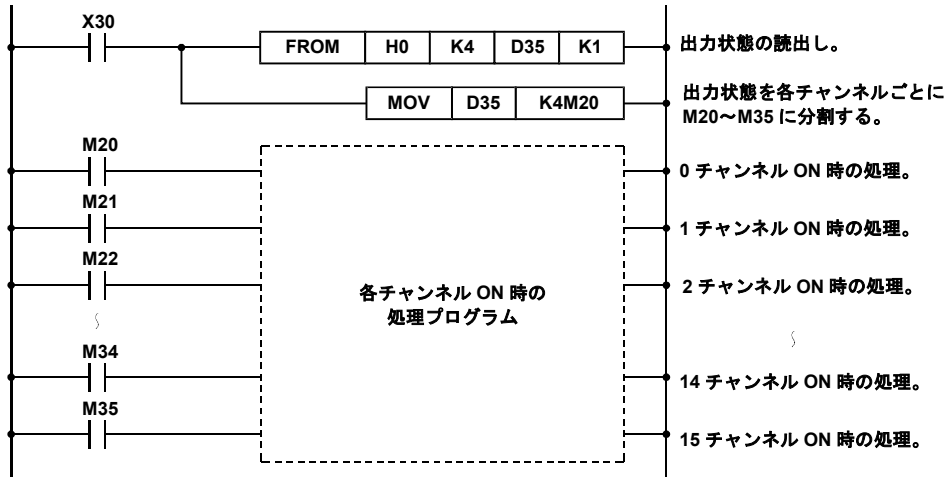 X30
FROM H0 K4 D35 K1 出力状態の読出し。
MOV D35 K4M20 出力状態を各チャンネルごとに
M20～M35 に分割する。
M20
0 チャンネル ON 時の処理。
M21
1 チャンネル ON 時の処理。
M22
2 チャンネル ON 時の処理。
各チャンネル ON 時の
処理プログラム
M34
14 チャンネル ON 時の処理。
M35
15 チャンネル ON 時の処理。